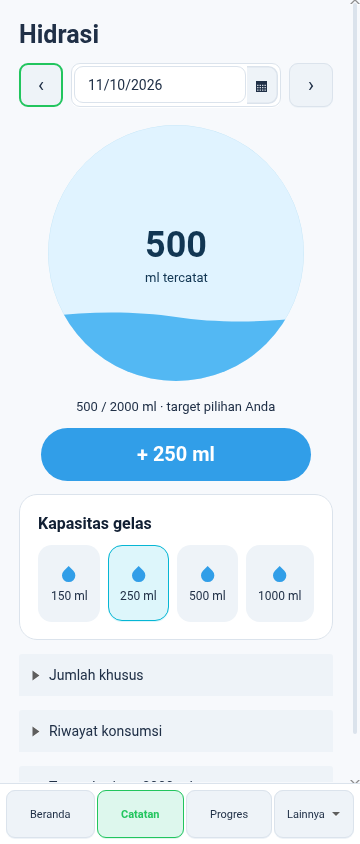 Hidrasi
‹ 11/10/2026 ›
500
ml tercatat
500 / 2000 ml · target pilihan Anda
+ 250 ml
Kapasitas gelas
150 ml 250 ml 500 ml 1000 ml
Jumlah khusus
Riwayat konsumsi
Beranda Catatan Progres Lainnya